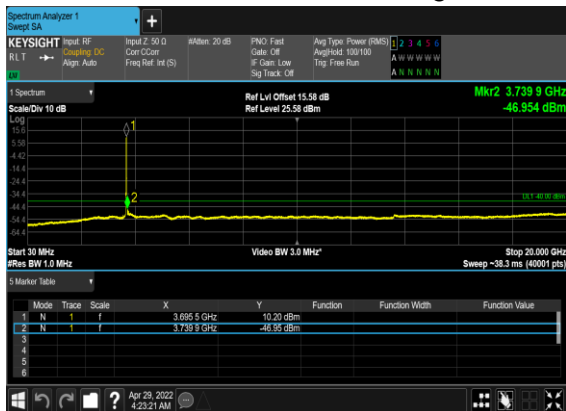 Spectrum Analyzer 1
Swept SA
KEYSIGHT Input: RF Input Z: 50 Ω #Atten: 20 dB PNO: Fast Avg Type: Power (RMS) 1 2 3 4 5 6
RLT Coupling: DC Corr CCorr Gate: Off Avg|Hold: 100/100 A W W W W W
Align: Auto Freq Ref: Int (S) IF Gain: Low Trig: Free Run
Sig Track: Off A N N N N N
1 Spectrum Ref Lvl Offset 15.58 dB Mkr2 3.739 9 GHz
Scale/Div 10 dB Ref Level 25.58 dBm -46.954 dBm
Log
15.6
5.58
-4.42
-14.4
-24.4
-34.4
-44.4
-54.4
-64.4
1
2
DL1 -40.00 dBm
Start 30 MHz Video BW 3.0 MHz* Stop 20.000 GHz
#Res BW 1.0 MHz Sweep ~38.3 ms (40001 pts)
5 Marker Table
Mode Trace Scale X Y Function Function Width Function Value
1 N 1 f 3.695 5 GHz 10.20 dBm
2 N 1 f 3.739 9 GHz -46.95 dBm
3
4
5
6
? Apr 29, 2022
4:23:21 AM